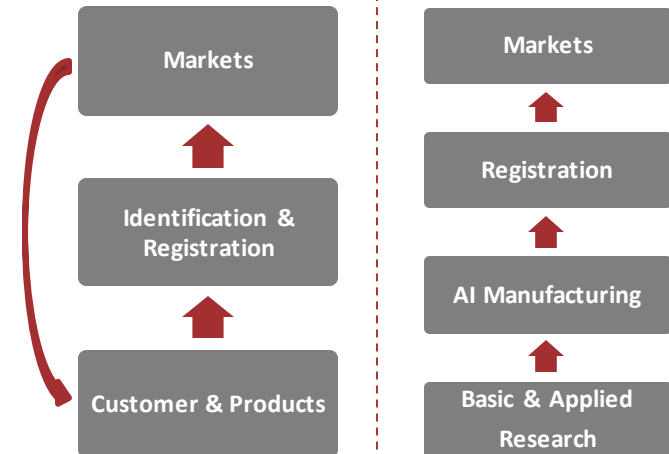 Markets
Identification &
Registration
Customer & Products
Markets
Registration
AI Manufacturing
Basic & Applied
Research